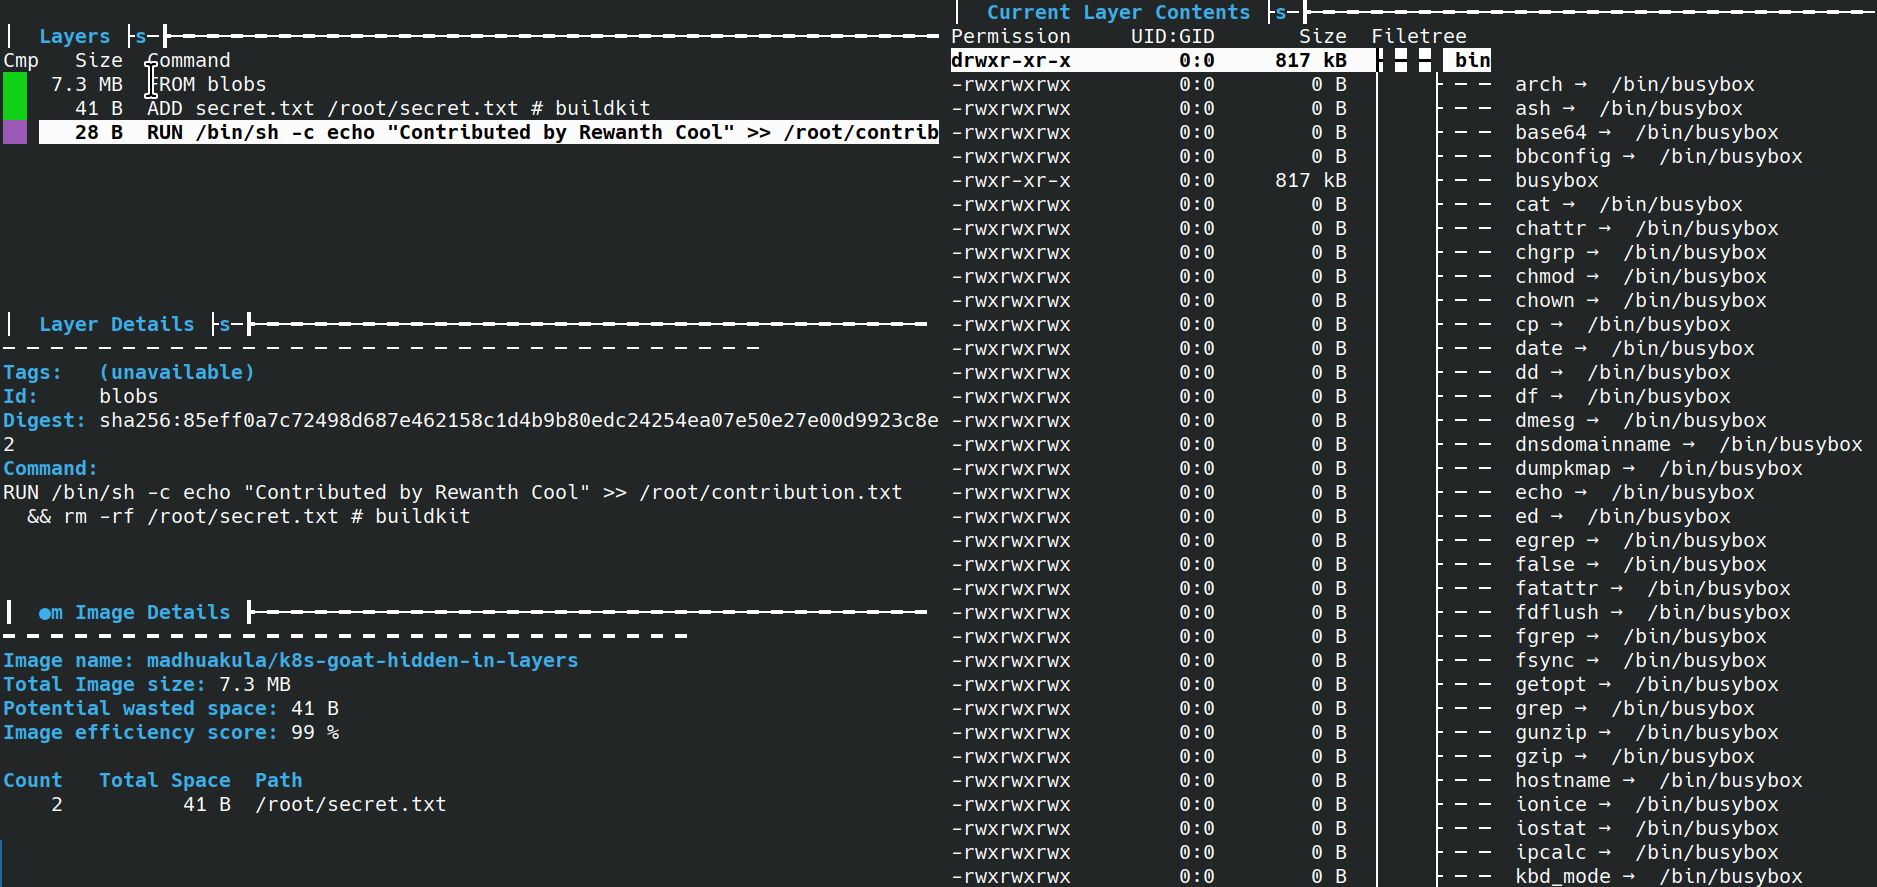 Layers s
Cmp Size Command
7.3 MB FROM blobs
41 B ADD secret.txt /root/secret.txt # buildkit
28 B RUN /bin/sh -c echo "Contributed by Rewanth Cool" >> /root/contrib
Layer Details s
Tags: (unavailable)
Id: blobs
Digest: sha256:85eff0a7c72498d687e462158c1d4b9b80edc24254ea07e50e27e00d9923c8e
2
Command:
RUN /bin/sh -c echo "Contributed by Rewanth Cool" >> /root/contribution.txt
&& rm -rf /root/secret.txt # buildkit
●m Image Details
Image name: madhuakula/k8s-goat-hidden-in-layers
Total Image size: 7.3 MB
Potential wasted space: 41 B
Image efficiency score: 99 %
Count Total Space Path
2 41 B /root/secret.txt
Current Layer Contents s
Permission UID:GID Size Filetree
drwxr-xr-x 0:0 817 kB bin
-rwxrwxrwx 0:0 0 B arch → /bin/busybox
-rwxrwxrwx 0:0 0 B ash → /bin/busybox
-rwxrwxrwx 0:0 0 B base64 → /bin/busybox
-rwxrwxrwx 0:0 0 B bbconfig → /bin/busybox
-rwxr-xr-x 0:0 817 kB busybox
-rwxrwxrwx 0:0 0 B cat → /bin/busybox
-rwxrwxrwx 0:0 0 B chattr → /bin/busybox
-rwxrwxrwx 0:0 0 B chgrp → /bin/busybox
-rwxrwxrwx 0:0 0 B chmod → /bin/busybox
-rwxrwxrwx 0:0 0 B chown → /bin/busybox
-rwxrwxrwx 0:0 0 B cp → /bin/busybox
-rwxrwxrwx 0:0 0 B date → /bin/busybox
-rwxrwxrwx 0:0 0 B dd → /bin/busybox
-rwxrwxrwx 0:0 0 B df → /bin/busybox
-rwxrwxrwx 0:0 0 B dmesg → /bin/busybox
-rwxrwxrwx 0:0 0 B dnsdomainname → /bin/busybox
-rwxrwxrwx 0:0 0 B dumpkmap → /bin/busybox
-rwxrwxrwx 0:0 0 B echo → /bin/busybox
-rwxrwxrwx 0:0 0 B ed → /bin/busybox
-rwxrwxrwx 0:0 0 B egrep → /bin/busybox
-rwxrwxrwx 0:0 0 B false → /bin/busybox
-rwxrwxrwx 0:0 0 B fatattr → /bin/busybox
-rwxrwxrwx 0:0 0 B fdflush → /bin/busybox
-rwxrwxrwx 0:0 0 B fgrep → /bin/busybox
-rwxrwxrwx 0:0 0 B fsync → /bin/busybox
-rwxrwxrwx 0:0 0 B getopt → /bin/busybox
-rwxrwxrwx 0:0 0 B grep → /bin/busybox
-rwxrwxrwx 0:0 0 B gunzip → /bin/busybox
-rwxrwxrwx 0:0 0 B gzip → /bin/busybox
-rwxrwxrwx 0:0 0 B hostname → /bin/busybox
-rwxrwxrwx 0:0 0 B ionice → /bin/busybox
-rwxrwxrwx 0:0 0 B iostat → /bin/busybox
-rwxrwxrwx 0:0 0 B ipcalc → /bin/busybox
-rwxrwxrwx 0:0 0 B kbd_mode → /bin/busybox